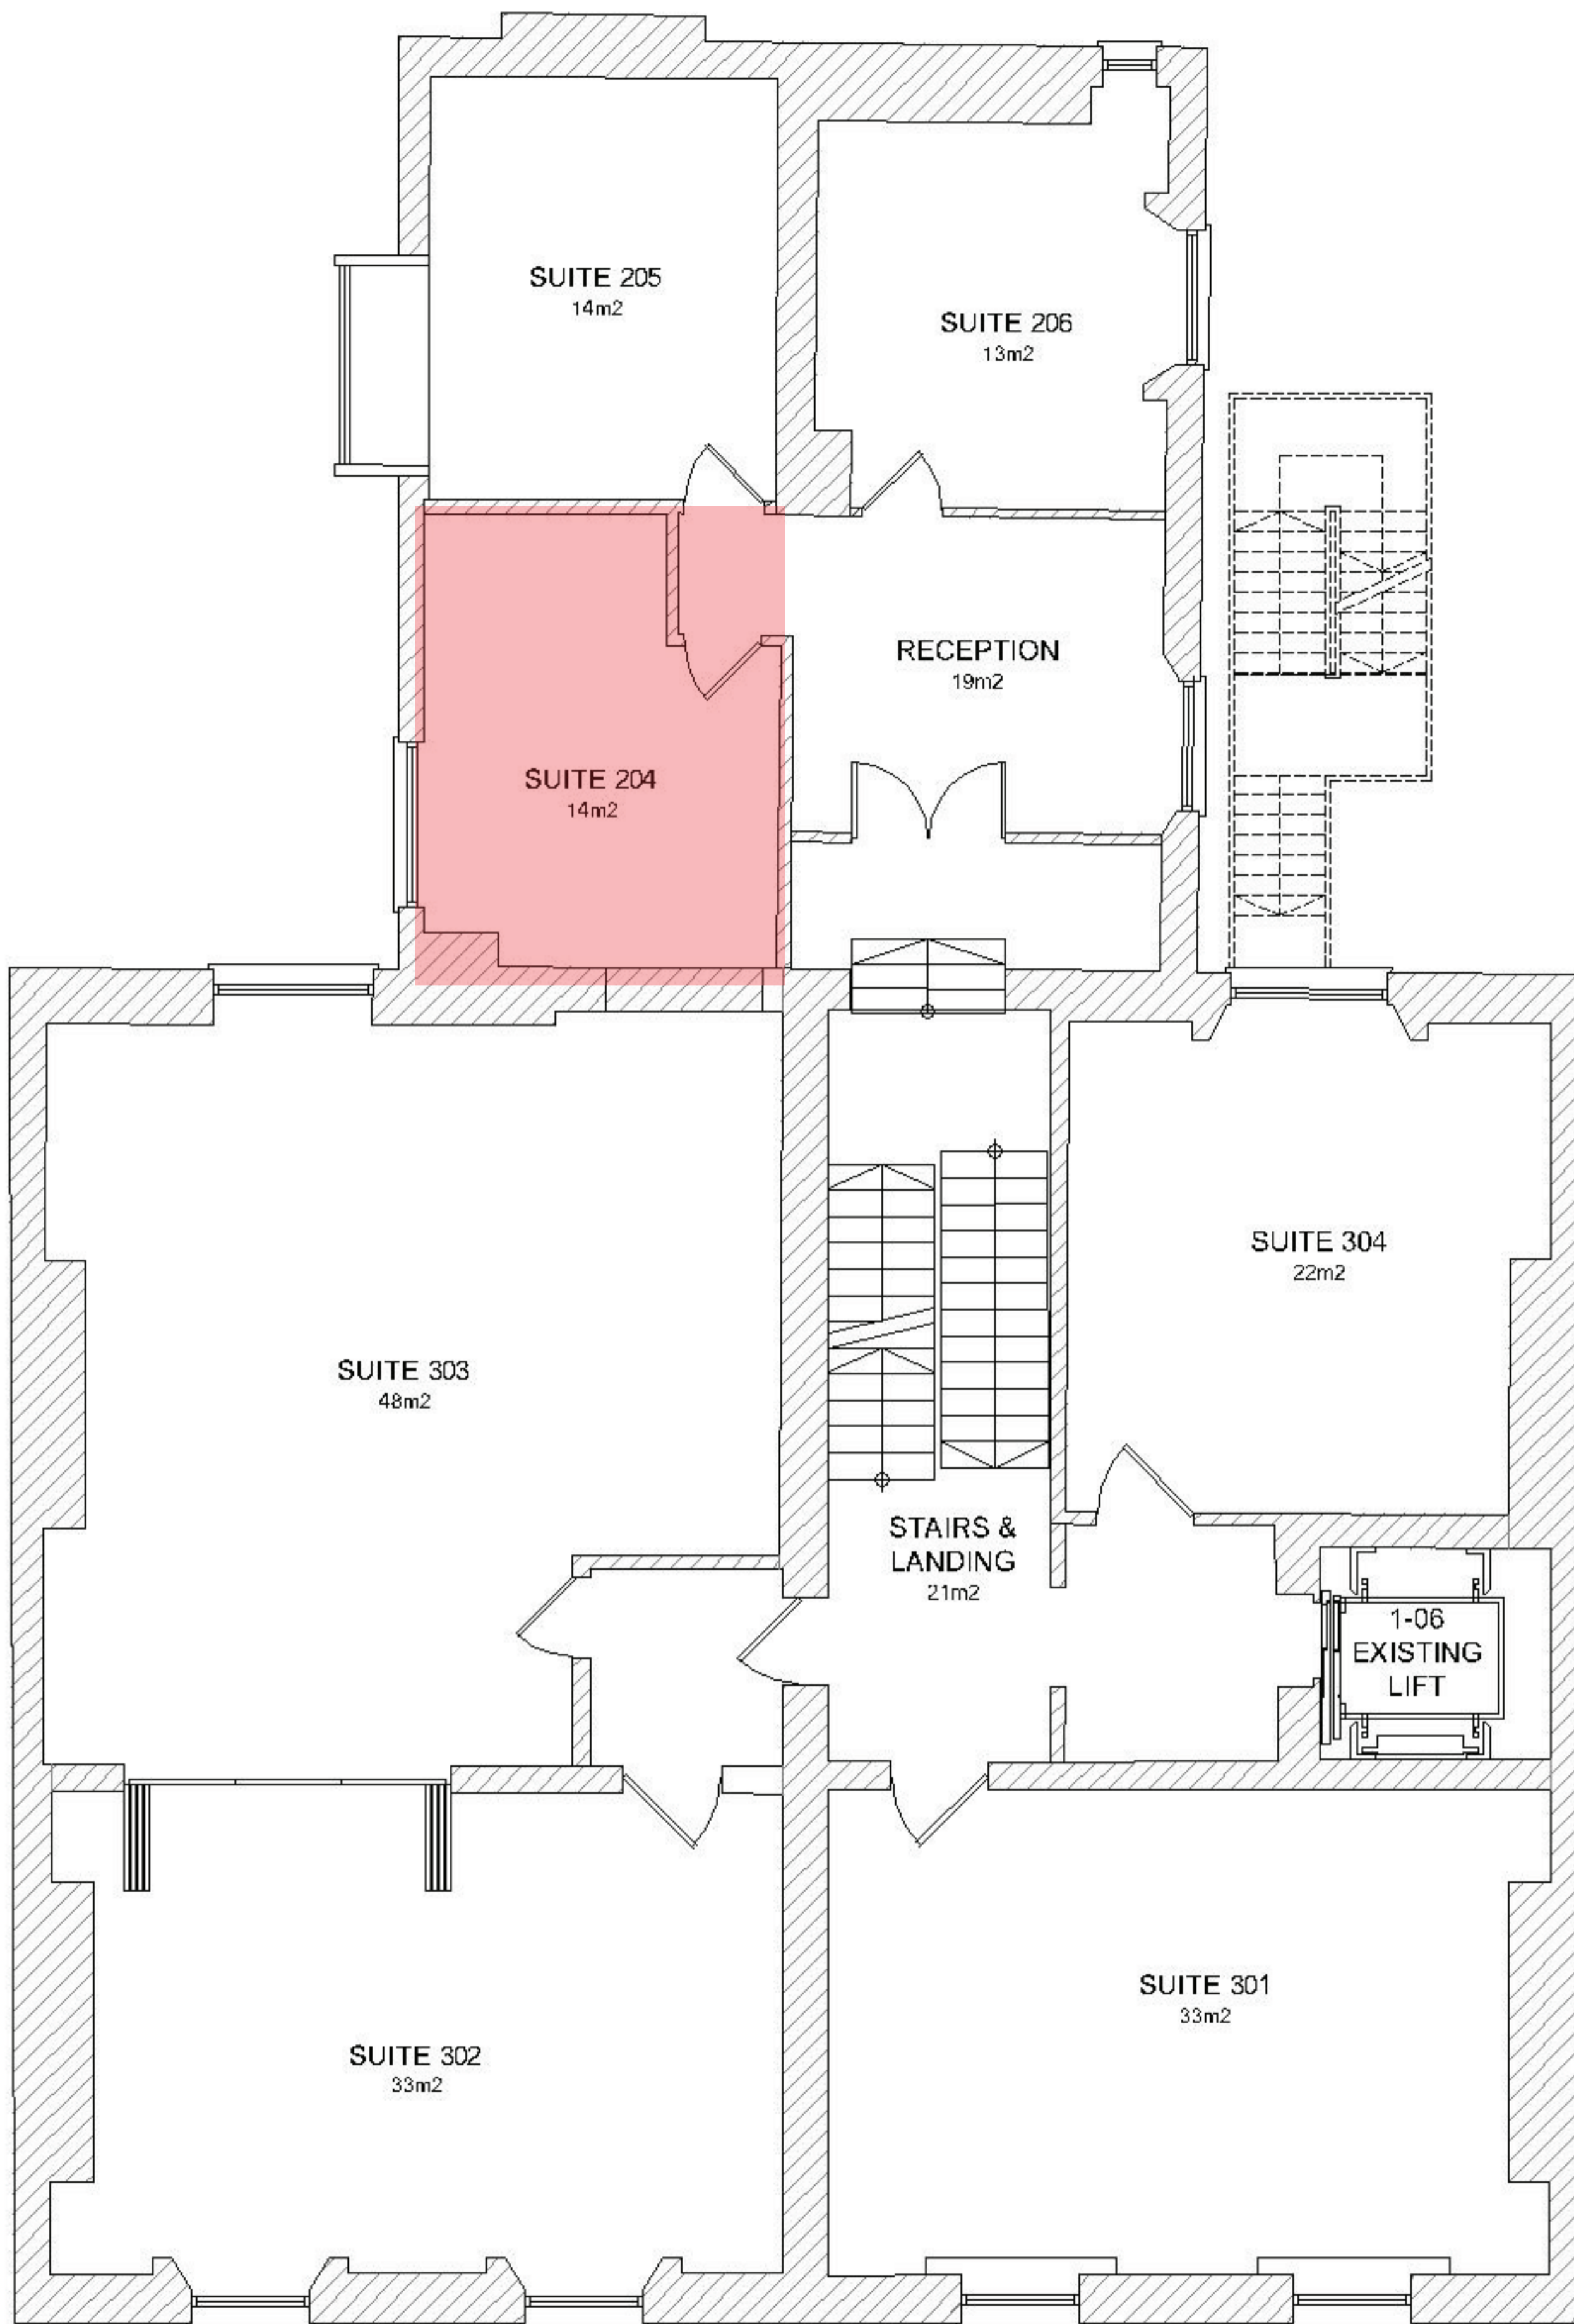 SUITE 205
14m2
SUITE 206
13m2
RECEPTION
19m2
SUITE 204
14m2
SUITE 304
22m2
SUITE 303
48m2
STAIRS &
LANDING
21m2
1-06
EXISTING
LIFT
SUITE 301
33m2
SUITE 302
33m2